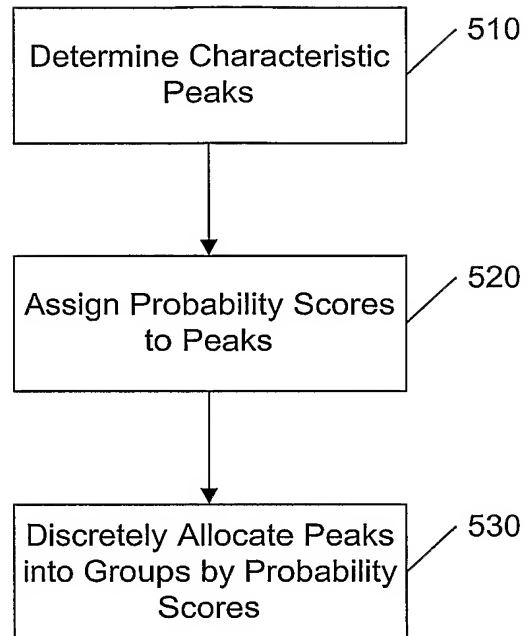 Determine Characteristic
Peaks
510
Assign Probability Scores
to Peaks
520
Discretely Allocate Peaks
into Groups by Probability
Scores
530